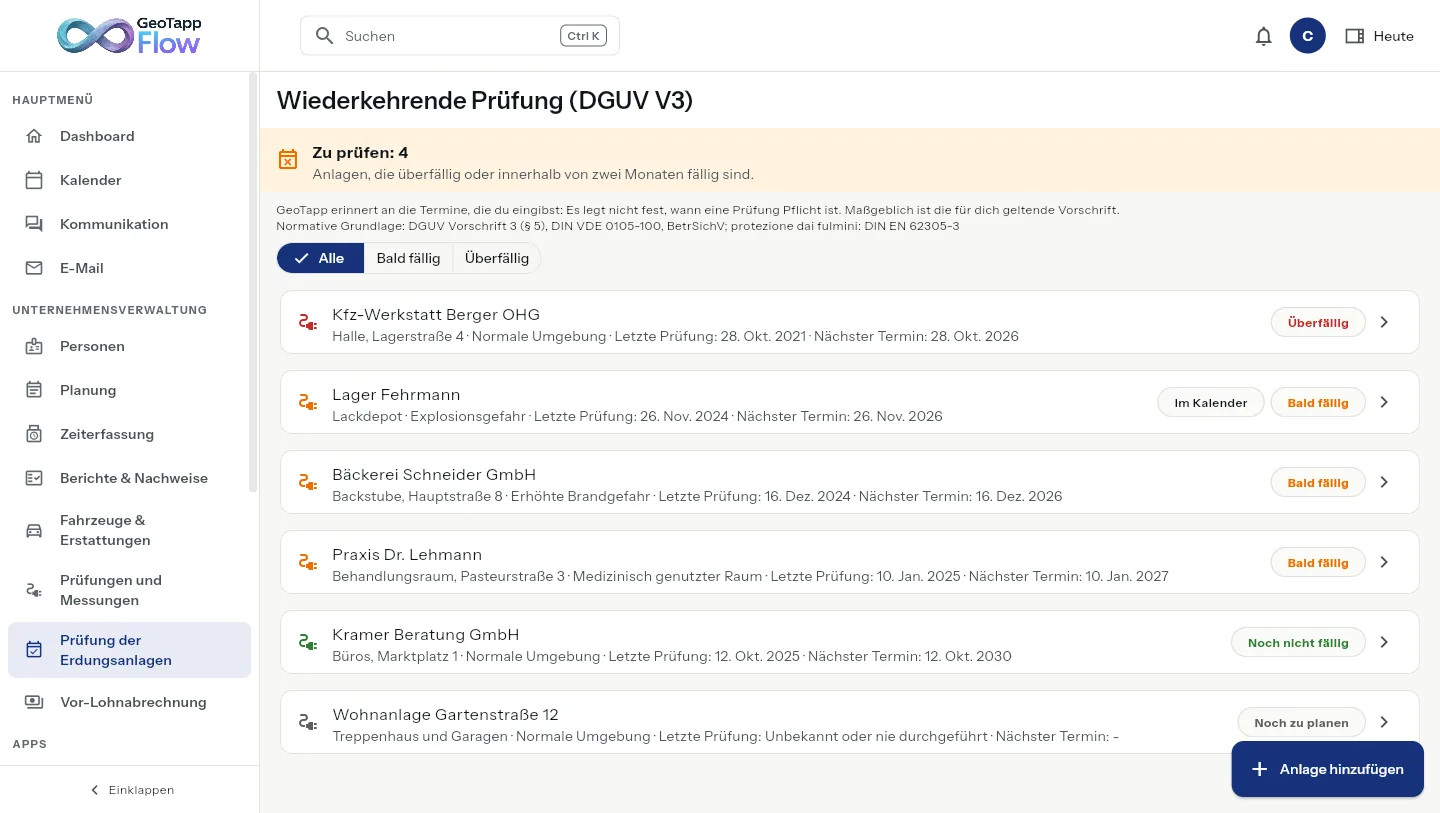 GeoTapp
Flow
Suchen
Ctrl K
C
Heute
HAUPTMENÜ
Dashboard
Kalender
Kommunikation
E-Mail
UNTERNEHMENSVERWALTUNG
Personen
Planung
Zeiterfassung
Berichte & Nachweise
Fahrzeuge &
Erstattungen
Prüfungen und
Messungen
Prüfung der
Erdungsanlagen
Vor-Lohnabrechnung
APPS
Einklappen
Wiederkehrende Prüfung (DGUV V3)
Zu prüfen: 4
Anlagen, die überfällig oder innerhalb von zwei Monaten fällig sind.
GeoTapp erinnert an die Termine, die du eingibst: Es legt nicht fest, wann eine Prüfung Pflicht ist. Maßgeblich ist die für dich geltende Vorschrift.
Normative Grundlage: DGUV Vorschrift 3 (§ 5), DIN VDE 0105-100, BetrSichV; protezione dai fulmini: DIN EN 62305-3
Alle
Bald fällig
Überfällig
Kfz-Werkstatt Berger OHG
Halle, Lagerstraße 4 · Normale Umgebung · Letzte Prüfung: 28. Okt. 2021 · Nächster Termin: 28. Okt. 2026
Überfällig
Lager Fehrmann
Lackdepot · Explosionsgefahr · Letzte Prüfung: 26. Nov. 2024 · Nächster Termin: 26. Nov. 2026
Im Kalender
Bald fällig
Bäckerei Schneider GmbH
Backstube, Hauptstraße 8 · Erhöhte Brandgefahr · Letzte Prüfung: 16. Dez. 2024 · Nächster Termin: 16. Dez. 2026
Bald fällig
Praxis Dr. Lehmann
Behandlungsraum, Pasteurstraße 3 · Medizinisch genutzter Raum · Letzte Prüfung: 10. Jan. 2025 · Nächster Termin: 10. Jan. 2027
Bald fällig
Kramer Beratung GmbH
Büros, Marktplatz 1 · Normale Umgebung · Letzte Prüfung: 12. Okt. 2025 · Nächster Termin: 12. Okt. 2030
Noch nicht fällig
Wohnanlage Gartenstraße 12
Treppenhaus und Garagen · Normale Umgebung · Letzte Prüfung: Unbekannt oder nie durchgeführt · Nächster Termin: -
Noch zu planen
Anlage hinzufügen